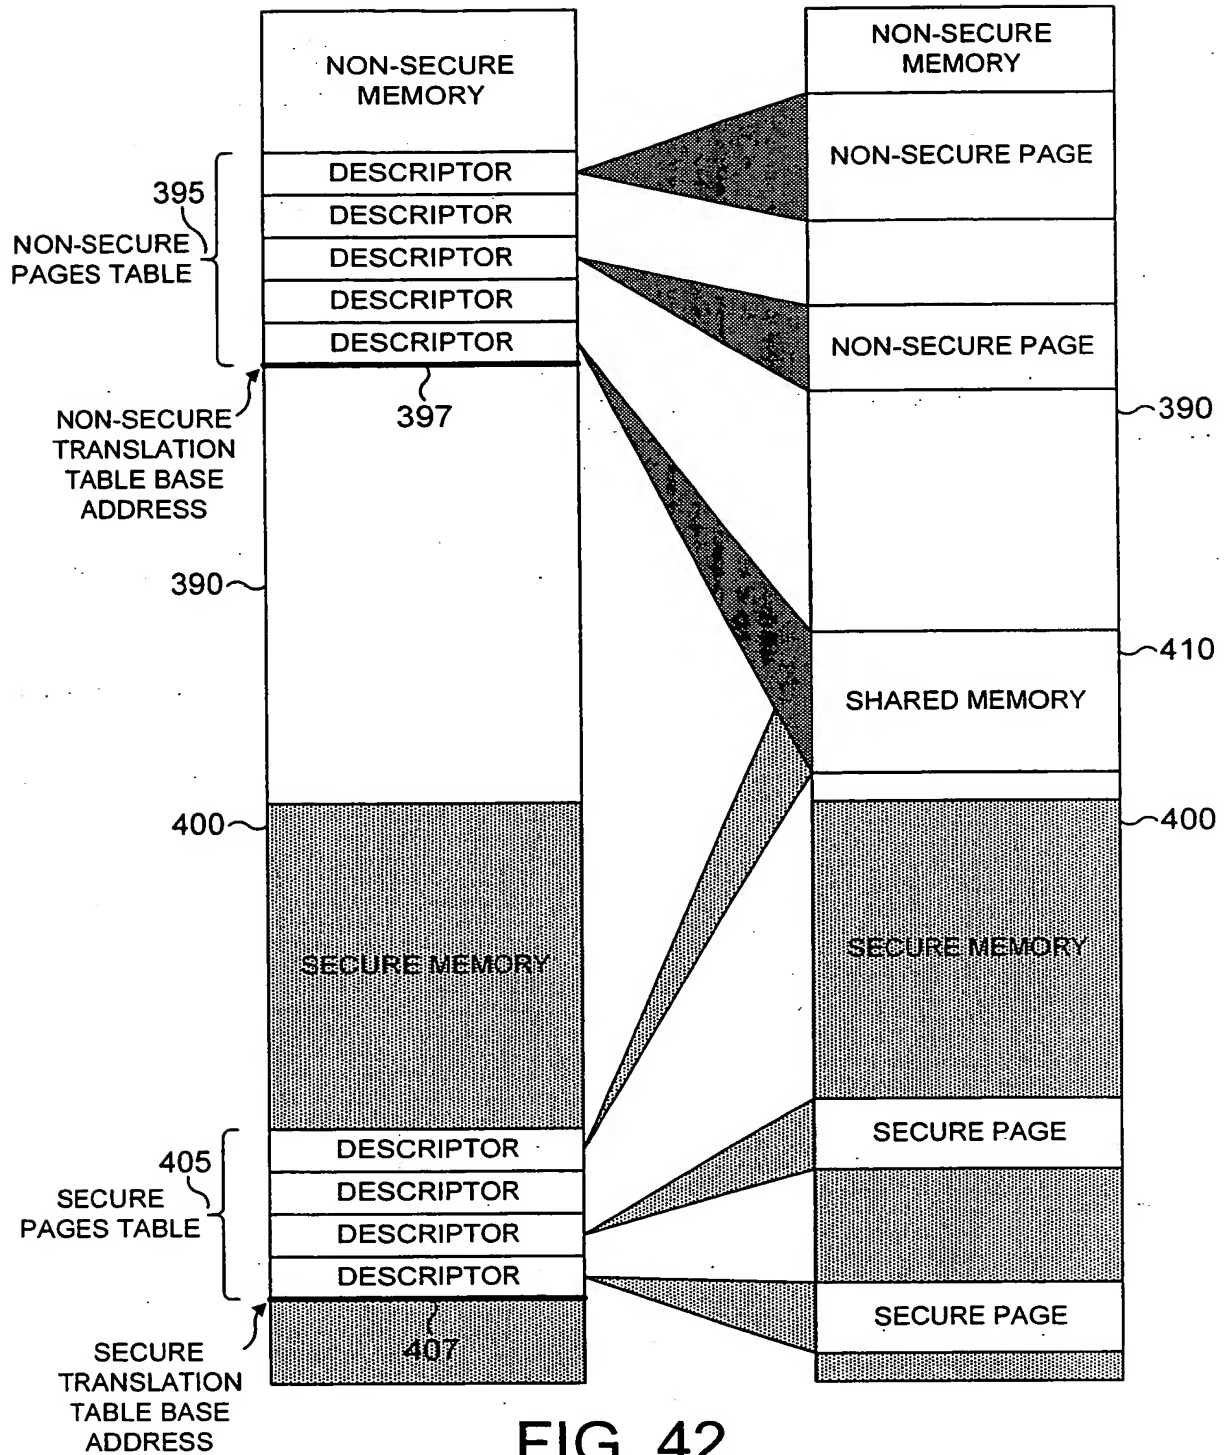 NON-SECURE
MEMORY
DESCRIPTOR
DESCRIPTOR
DESCRIPTOR
DESCRIPTOR
DESCRIPTOR
395
NON-SECURE
PAGES TABLE
397
NON-SECURE
TRANSLATION
TABLE BASE
ADDRESS
390
400
SECURE MEMORY
DESCRIPTOR
DESCRIPTOR
DESCRIPTOR
DESCRIPTOR
405
SECURE
PAGES TABLE
407
SECURE
TRANSLATION
TABLE BASE
ADDRESS
NON-SECURE
MEMORY
NON-SECURE PAGE
NON-SECURE PAGE
390
410
SHARED MEMORY
400
SECURE MEMORY
SECURE PAGE
SECURE PAGE
FIG. 42